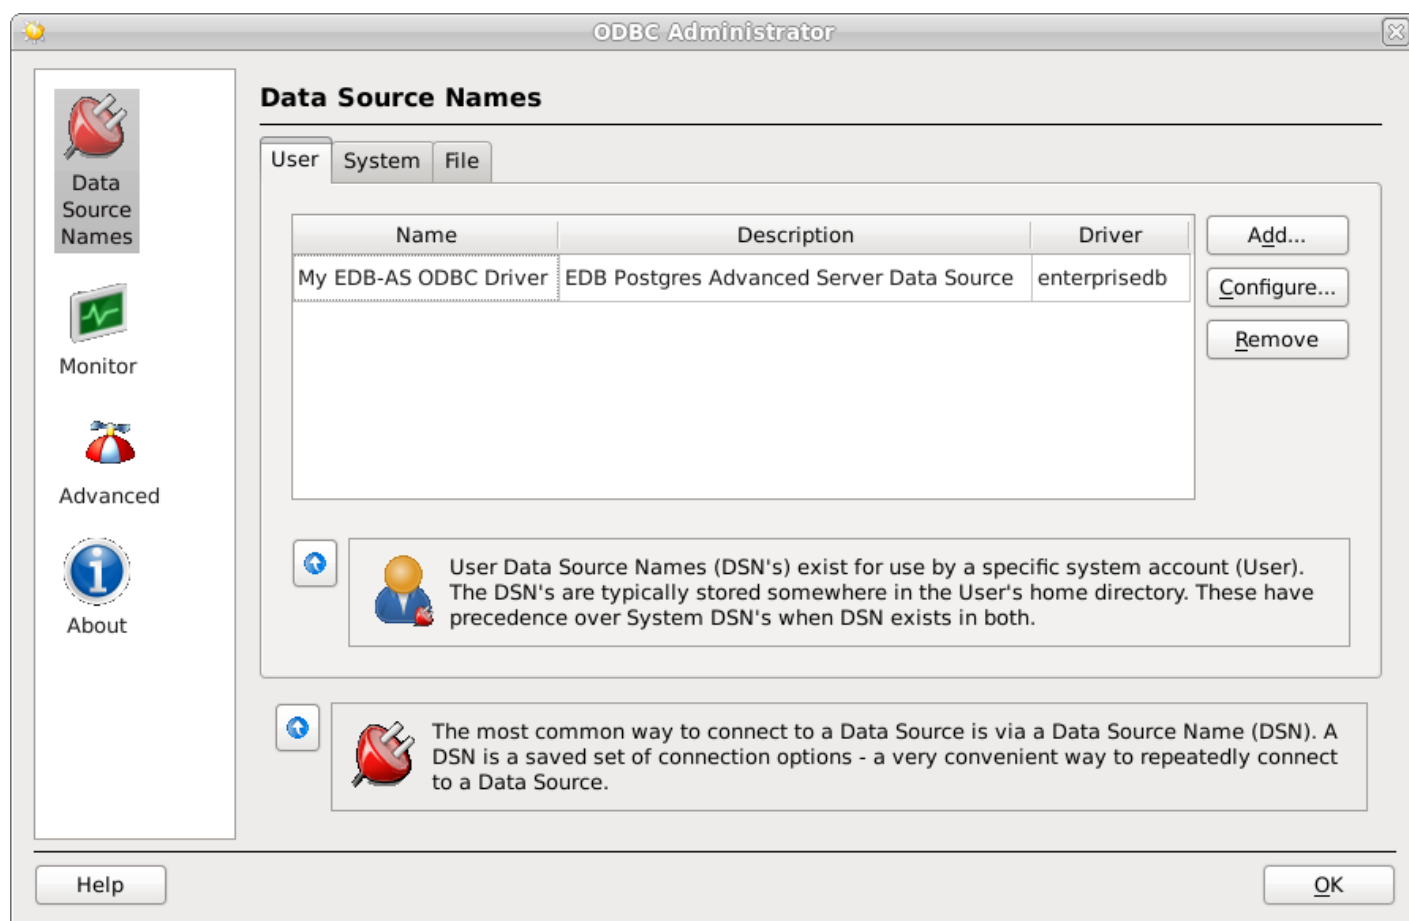 ODBC Administrator
Data
Source
Names
Monitor
Advanced
About
Data Source Names
User System File
Name Description Driver
My EDB-AS ODBC Driver EDB Postgres Advanced Server Data Source enterprisedb
Add...
Configure...
Remove
User Data Source Names (DSN's) exist for use by a specific system account (User).
The DSN's are typically stored somewhere in the User's home directory. These have
precedence over System DSN's when DSN exists in both.
The most common way to connect to a Data Source is via a Data Source Name (DSN). A
DSN is a saved set of connection options - a very convenient way to repeatedly connect
to a Data Source.
Help OK